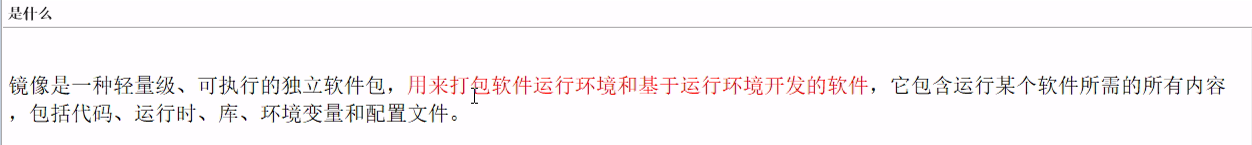 是什么
镜像是一种轻量级、可执行的独立软件包，用来打包软件运行环境和基于运行环境开发的软件，它包含运行某个软件所需的所有内容
，包括代码、运行时、库、环境变量和配置文件。